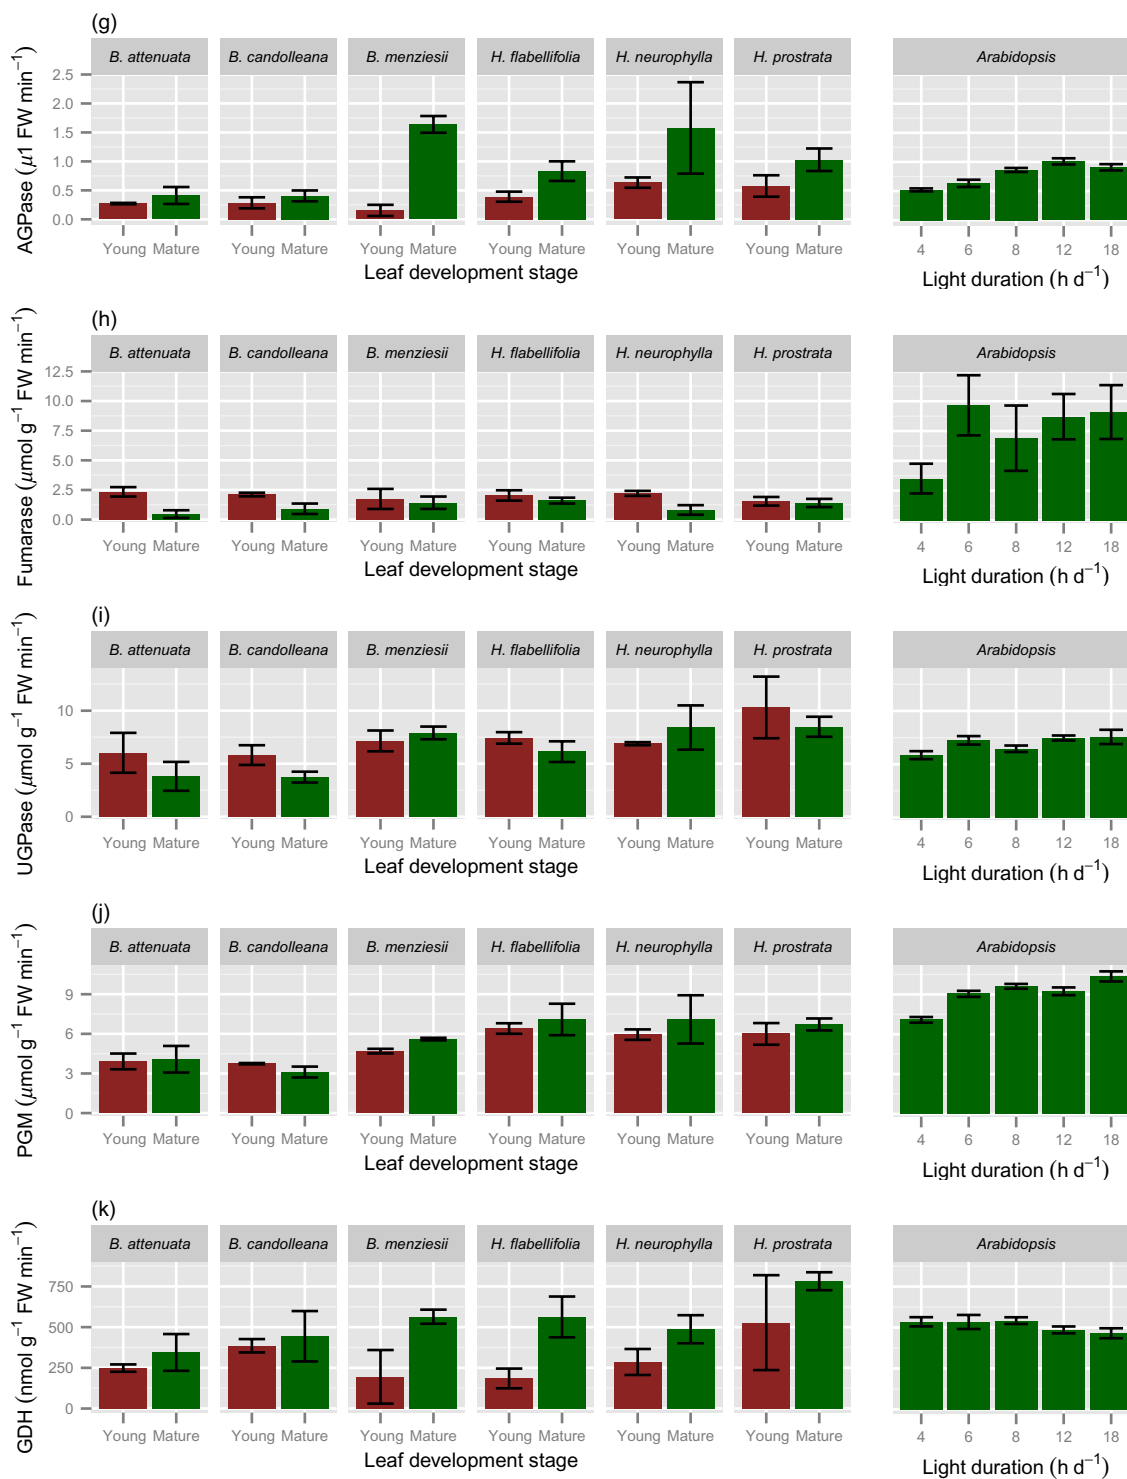 (g)
B. attenuata B. candolleana B. menziesii H. flabellifolia H. neurophylla H. prostrata Arabidopsis
AGPase (μ1 FW min−1)
2.5
2.0
1.5
1.0
0.5
0.0
Young Mature Young Mature Young Mature Young Mature Young Mature Young Mature 4 6 8 12 18
Leaf development stage Light duration (h d−1)
(h)
B. attenuata B. candolleana B. menziesii H. flabellifolia H. neurophylla H. prostrata Arabidopsis
Fumarase (μmol g−1 FW min−1)
12.5
10.0
7.5
5.0
2.5
0.0
Young Mature Young Mature Young Mature Young Mature Young Mature Young Mature 4 6 8 12 18
Leaf development stage Light duration (h d−1)
(i)
B. attenuata B. candolleana B. menziesii H. flabellifolia H. neurophylla H. prostrata Arabidopsis
UGPase (μmol g−1 FW min−1)
10
5
0
Young Mature Young Mature Young Mature Young Mature Young Mature Young Mature 4 6 8 12 18
Leaf development stage Light duration (h d−1)
(j)
B. attenuata B. candolleana B. menziesii H. flabellifolia H. neurophylla H. prostrata Arabidopsis
PGM (μmol g−1 FW min−1)
9
6
3
0
Young Mature Young Mature Young Mature Young Mature Young Mature Young Mature 4 6 8 12 18
Leaf development stage Light duration (h d−1)
(k)
B. attenuata B. candolleana B. menziesii H. flabellifolia H. neurophylla H. prostrata Arabidopsis
GDH (nmol g−1 FW min−1)
750
500
250
0
Young Mature Young Mature Young Mature Young Mature Young Mature Young Mature 4 6 8 12 18
Leaf development stage Light duration (h d−1)